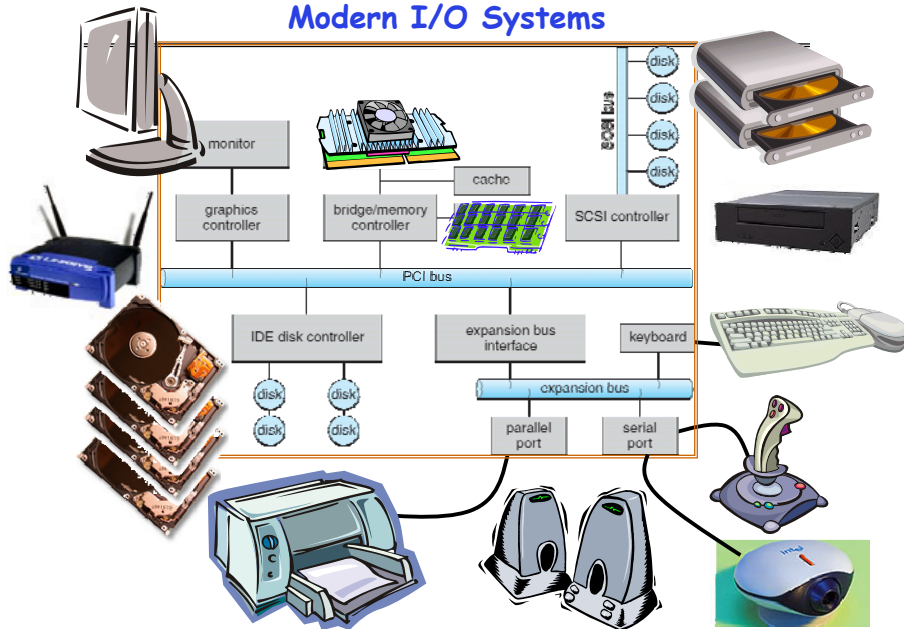 Modern I/O Systems
disk
disk
SCSI bus
disk
disk
monitor
cache
graphics
controller
bridge/memory
controller
SCSI controller
PCI bus
IDE disk controller
expansion bus
interface
keyboard
disk
disk
expansion bus
disk
disk
parallel
port
serial
port
intel